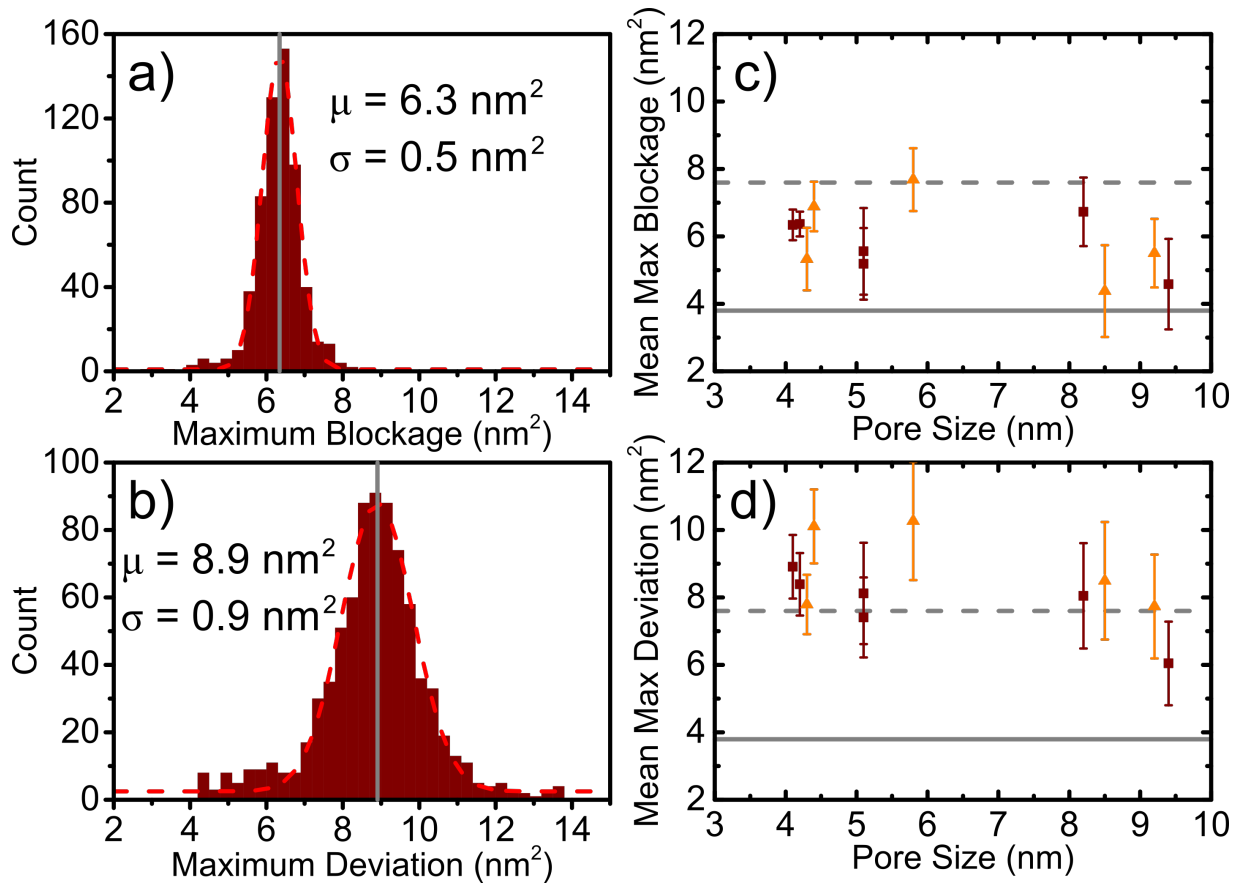 a)
μ = 6.3 nm²
σ = 0.5 nm²
Count
160
120
80
40
0
2 4 6 8 10 12 14
Maximum Blockage (nm²)
c)
Mean Max Blockage (nm²)
12
10
8
6
4
2
3 4 5 6 7 8 9 10
Pore Size (nm)
b)
μ = 8.9 nm²
σ = 0.9 nm²
Count
100
80
60
40
20
0
2 4 6 8 10 12 14
Maximum Deviation (nm²)
d)
Mean Max Deviation (nm²)
12
10
8
6
4
2
3 4 5 6 7 8 9 10
Pore Size (nm)